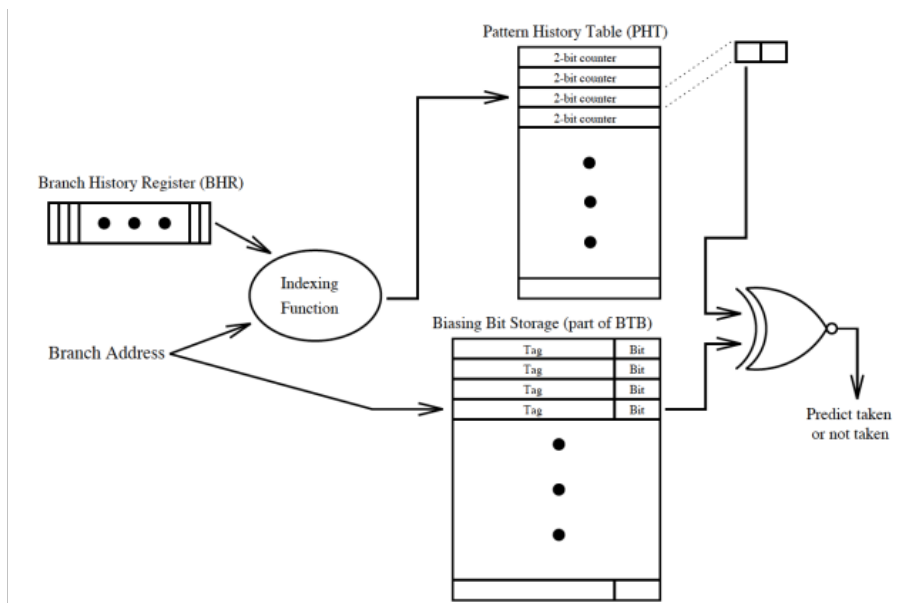 Pattern History Table (PHT)
2-bit counter
2-bit counter
2-bit counter
2-bit counter
Branch History Register (BHR)
Indexing
Function
Biasing Bit Storage (part of BTB)
Branch Address
Tag Bit
Tag Bit
Tag Bit
Tag Bit
Predict taken
or not taken